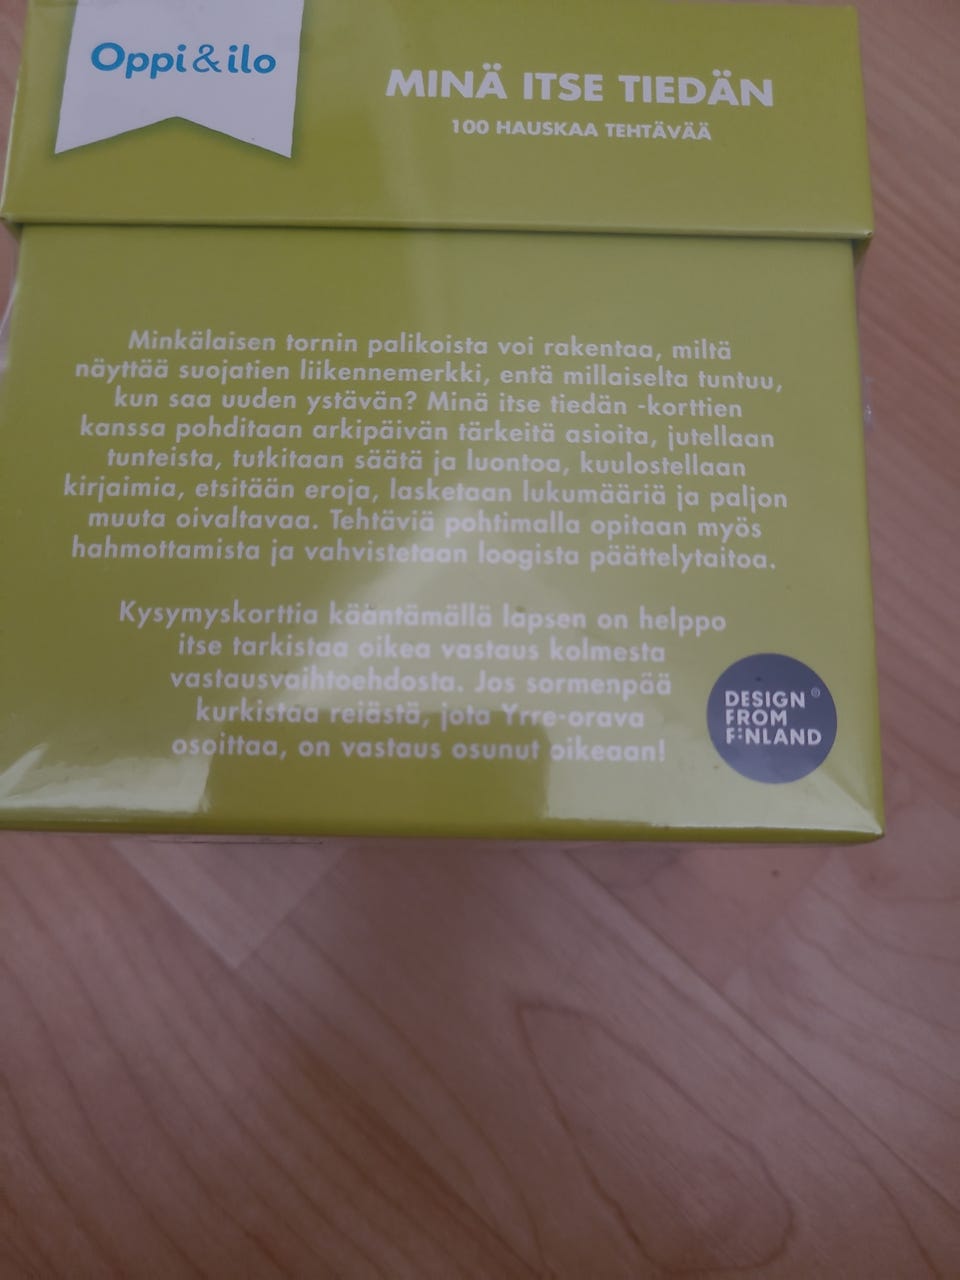 Oppi&ilo
MINÄ ITSE TIEDÄN
100 HAUSKAA TEHTÄVÄÄ
Minkälaisen tornin palikoista voi rakentaa, miltä
näyttää suojatien liikennemerkki, entä millaiselta tuntuu,
kun saa uuden ystävän? Minä itse tiedän -korttien
kanssa pohditaan arkipäivän tärkeitä asioita, jutellaan
tunteista, tutkitaan säätä ja luontoa, kuulostellaan
kirjaimia, etsitään eroja, lasketaan lukumääriä ja paljon
muuta oivaltavaa. Tehtäviä pohtimalla opitaan myös
hahmottamista ja vahvistetaan loogista päättelytaitoa.
Kysymyskorttia kääntämällä lapsen on helppo
itse tarkistaa oikea vastaus kolmesta
vastausvaihtoehdosta. Jos sormenpää
kurkistaa reiästä, jota Yrre-orava
osoittaa, on vastaus osunut oikeaan!
DESIGN ®
FROM
FINLAND